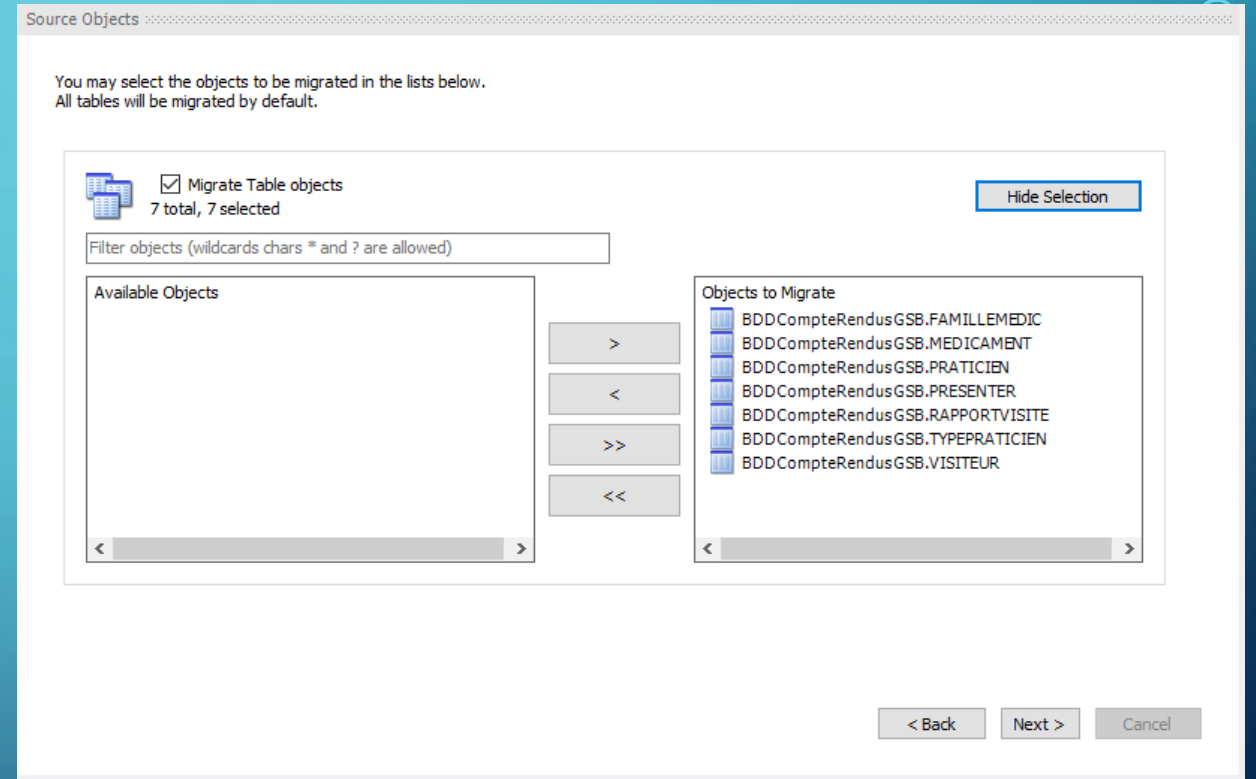 Source Objects
You may select the objects to be migrated in the lists below.
All tables will be migrated by default.
Migrate Table objects
7 total, 7 selected
Hide Selection
Filter objects (wildcards chars * and ? are allowed)
Available Objects
>
<
>>
<<
Objects to Migrate
BDDCompteRendusGSB.FAMILLEMEDIC
BDDCompteRendusGSB.MEDICAMENT
BDDCompteRendusGSB.PRATICIEN
BDDCompteRendusGSB.PRESENTER
BDDCompteRendusGSB.RAPPORTVISITE
BDDCompteRendusGSB.TYPEPRATICIEN
BDDCompteRendusGSB.VISITEUR
< Back
Next >
Cancel